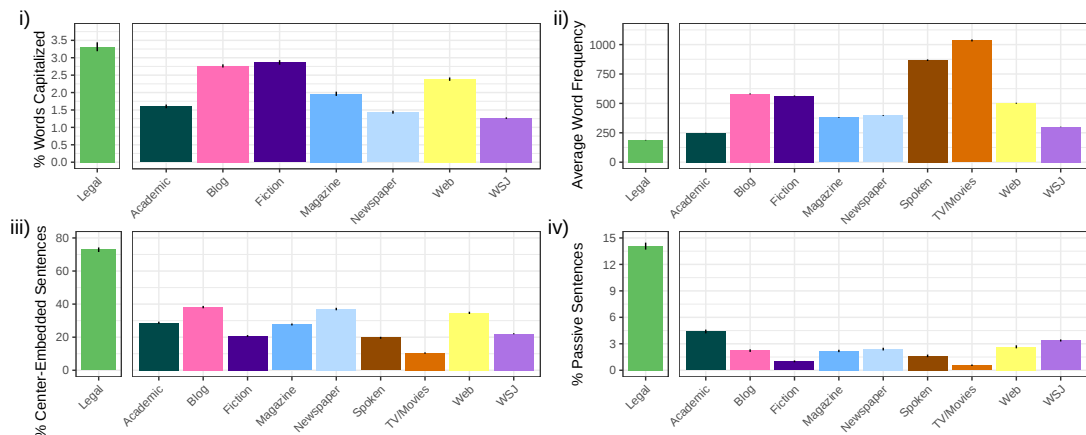 i)
% Words Capitalized
3.5
3.0
2.5
2.0
1.5
1.0
0.5
0.0
Legal
Academic
Blog
Fiction
Magazine
Newspaper
Web
WSJ
ii)
Average Word Frequency
1000
750
500
250
0
Legal
Academic
Blog
Fiction
Magazine
Newspaper
Spoken
TV/Movies
Web
WSJ
iii)
% Center-Embedded Sentences
80
60
40
20
0
Legal
Academic
Blog
Fiction
Magazine
Newspaper
Spoken
TV/Movies
Web
WSJ
iv)
% Passive Sentences
15
12
9
6
3
0
Legal
Academic
Blog
Fiction
Magazine
Newspaper
Spoken
TV/Movies
Web
WSJ